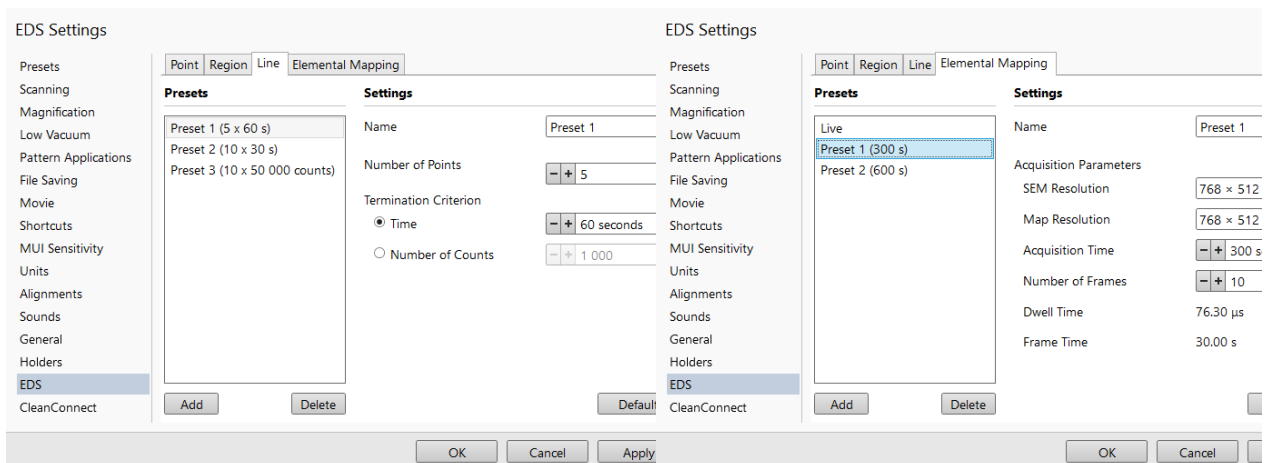 EDS Settings
Presets
Scanning
Magnification
Low Vacuum
Pattern Applications
File Saving
Movie
Shortcuts
MUI Sensitivity
Units
Alignments
Sounds
General
Holders
EDS
CleanConnect
Point Region Line Elemental Mapping
Presets
Preset 1 (5 x 60 s)
Preset 2 (10 x 30 s)
Preset 3 (10 x 50 000 counts)
Add Delete
Settings
Name Preset 1
Number of Points - + 5
Termination Criterion
Time - + 60 seconds
Number of Counts - + 1 000
Default
OK Cancel Apply
EDS Settings
Presets
Scanning
Magnification
Low Vacuum
Pattern Applications
File Saving
Movie
Shortcuts
MUI Sensitivity
Units
Alignments
Sounds
General
Holders
EDS
CleanConnect
Point Region Line Elemental Mapping
Presets
Live
Preset 1 (300 s)
Preset 2 (600 s)
Add Delete
Settings
Name Preset 1
Acquisition Parameters
SEM Resolution 768 × 512
Map Resolution 768 × 512
Acquisition Time - + 300 s
Number of Frames - + 10
Dwell Time 76.30 µs
Frame Time 30.00 s
OK Cancel